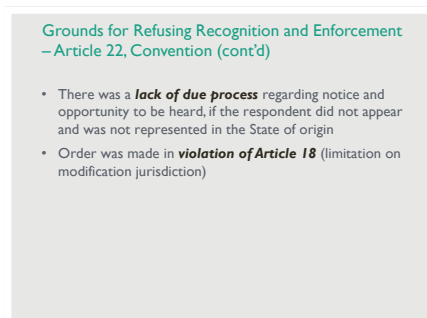 Grounds for Refusing Recognition and Enforcement
– Article 22, Convention (cont’d)
• There was a lack of due process regarding notice and
opportunity to be heard, if the respondent did not appear
and was not represented in the State of origin
• Order was made in violation of Article 18 (limitation on
modification jurisdiction)